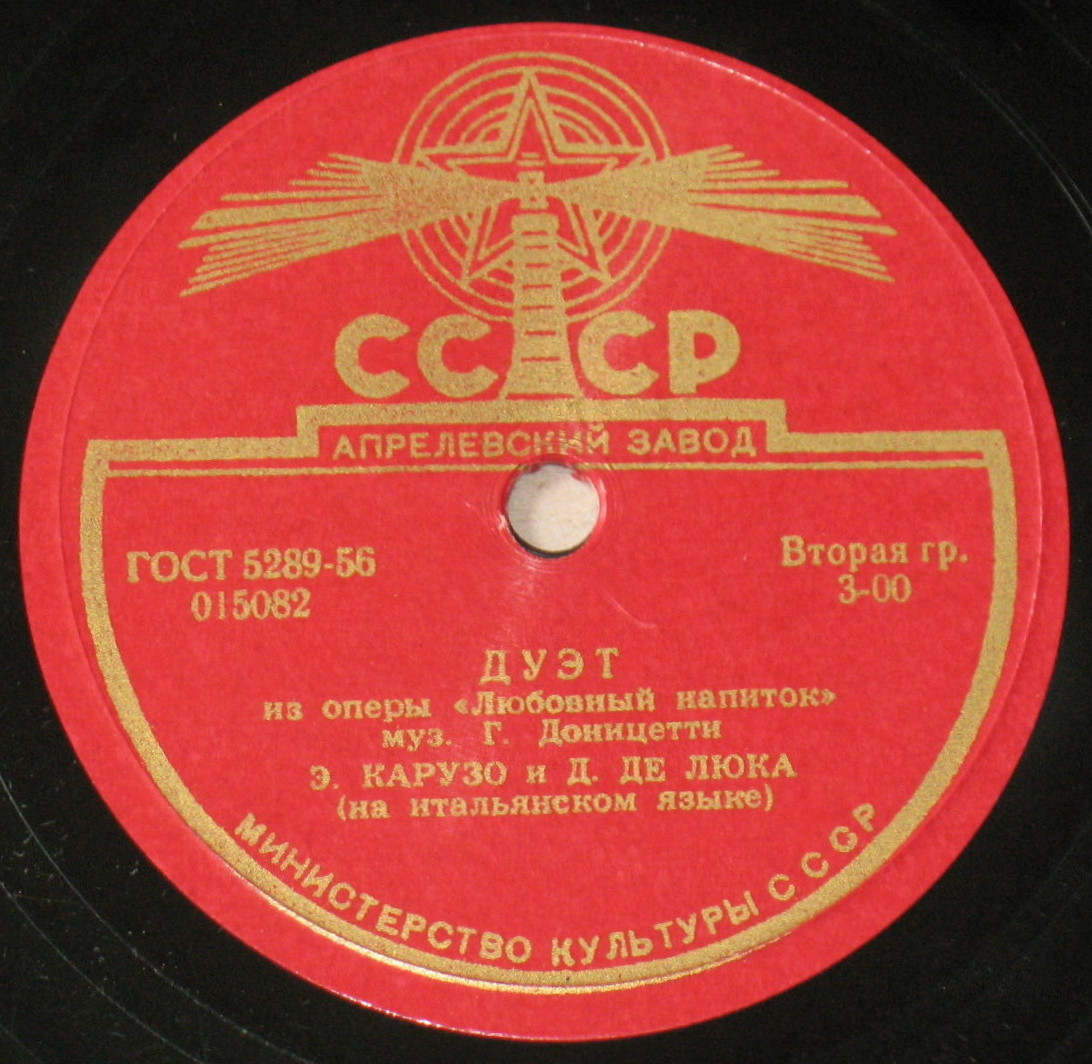 СССР
АПРЕЛЕВСКИЙ ЗАВОД
ГОСТ 5289-56
015082
Вторая гр.
3-00
ДУЭТ
из оперы «Любовный напиток»
муз. Г. Доницетти
Э. КАРУЗО и Д. ДЕ ЛЮКА
(на итальянском языке)
МИНИСТЕРСТВО КУЛЬТУРЫ СССР